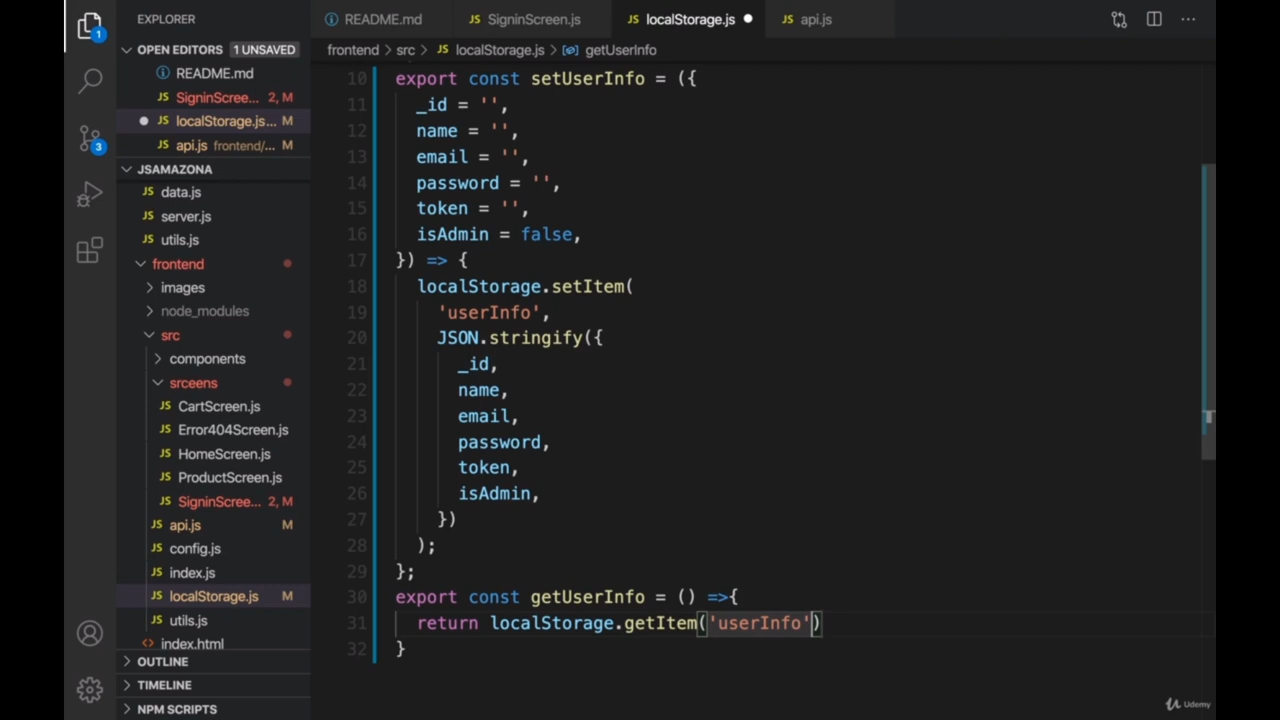 EXPLORER
README.md
SigninScreen.js
localStorage.js
api.js
OPEN EDITORS
1 UNSAVED
README.md
SigninScree... 2, M
localStorage.js... M
api.js frontend/... M
JSAMAZONA
data.js
server.js
utils.js
frontend
images
node_modules
src
components
srceens
CartScreen.js
Error404Screen.js
HomeScreen.js
ProductScreen.js
SigninScree... 2, M
api.js M
config.js
index.js
localStorage.js M
utils.js
index.html
OUTLINE
TIMELINE
NPM SCRIPTS
1
3
frontend > src > JS localStorage.js > getUserInfo
10 export const setUserInfo = ({
11 _id = '',
12 name = '',
13 email = '',
14 password = '',
15 token = '',
16 isAdmin = false,
17 }) => {
18 localStorage.setItem(
19 'userInfo',
20 JSON.stringify({
21 _id,
22 name,
23 email,
24 password,
25 token,
26 isAdmin,
27 })
28 );
29 };
30 export const getUserInfo = () =>{
31 return localStorage.getItem('userInfo')
32 }
Udemy